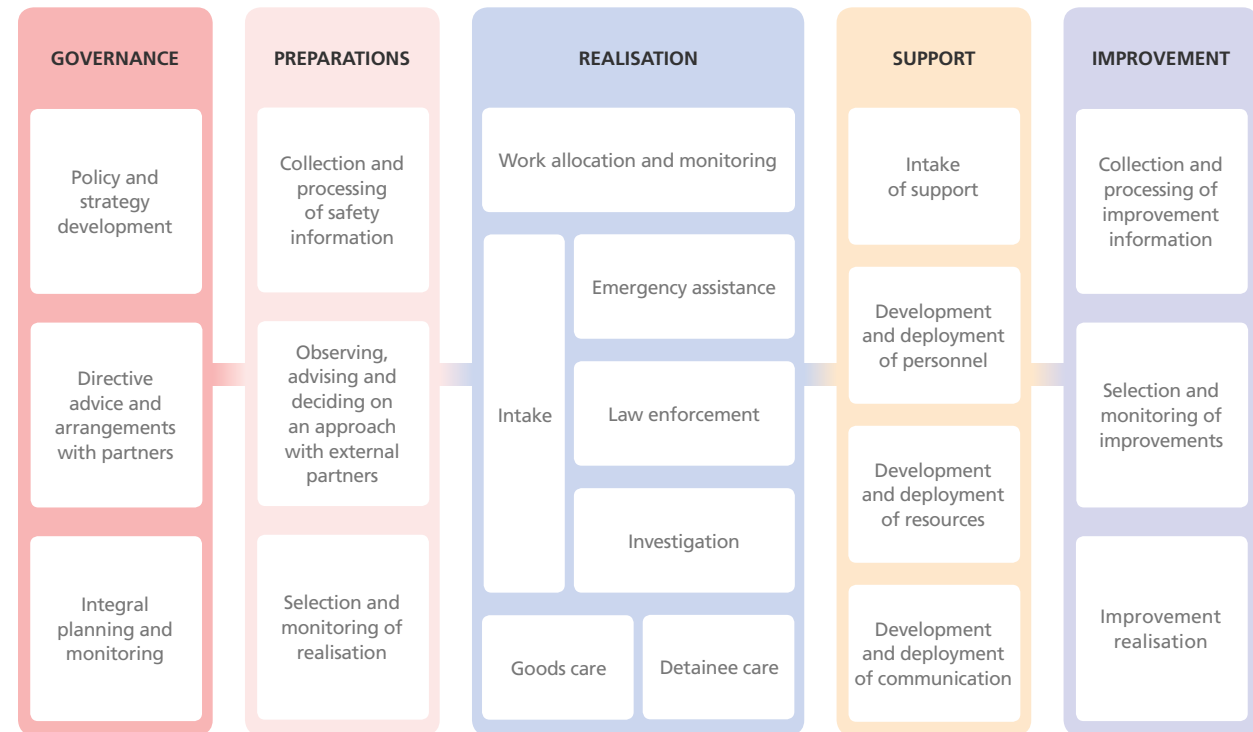 GOVERNANCE
Policy and
strategy
development
Directive
advice and
arrangements
with partners
Integral
planning and
monitoring
PREPARATIONS
Collection and
processing
of safety
information
Observing,
advising and
deciding on
an approach
with external
partners
Selection and
monitoring of
realisation
REALISATION
Work allocation and monitoring
Intake
Emergency assistance
Law enforcement
Investigation
Goods care
Detainee care
SUPPORT
Intake
of support
Development
and deployment
of personnel
Development
and deployment
of resources
Development
and deployment
of communication
IMPROVEMENT
Collection and
processing of
improvement
information
Selection and
monitoring of
improvements
Improvement
realisation